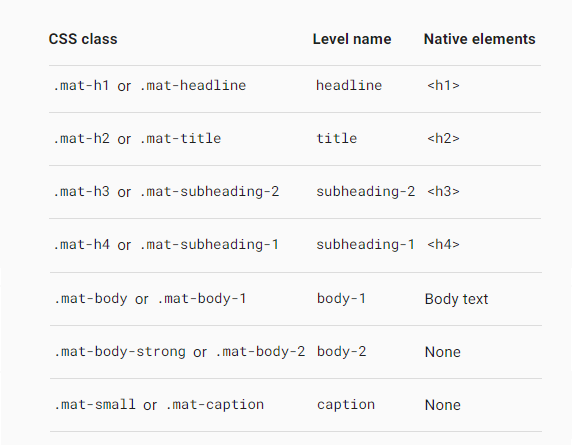 CSS class Level name Native elements
.mat-h1 or .mat-headline headline <h1>
.mat-h2 or .mat-title title <h2>
.mat-h3 or .mat-subheading-2 subheading-2 <h3>
.mat-h4 or .mat-subheading-1 subheading-1 <h4>
.mat-body or .mat-body-1 body-1 Body text
.mat-body-strong or .mat-body-2 body-2 None
.mat-small or .mat-caption caption None